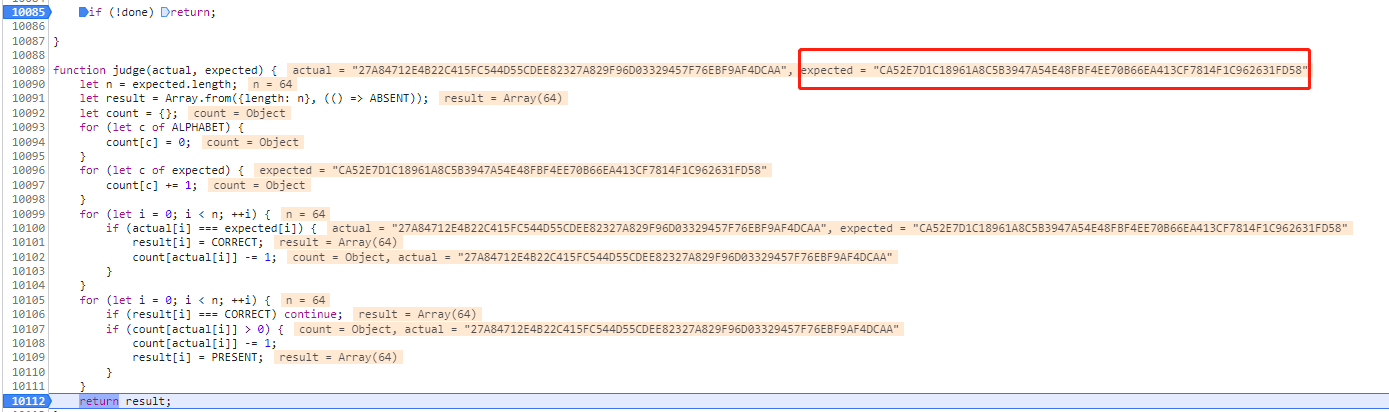 10085 if (!done) return;
10086
10087 }
10088
10089 function judge(actual, expected) { actual = "27A84712E4B22C415FC544D55CDEE82327A829F96D03329457F76EBF9AF4DCAA", expected = "CA52E7D1C18961A8C5B3947A54E48FBF4EE70B66EA413CF7814F1C962631FD58"
10090 let n = expected.length; n = 64
10091 let result = Array.from({length: n}, (() => ABSENT)); result = Array(64)
10092 let count = {}; count = Object
10093 for (let c of ALPHABET) {
10094 count[c] = 0; count = Object
10095 }
10096 for (let c of expected) { expected = "CA52E7D1C18961A8C5B3947A54E48FBF4EE70B66EA413CF7814F1C962631FD58"
10097 count[c] += 1; count = Object
10098 }
10099 for (let i = 0; i < n; ++i) { n = 64
10100 if (actual[i] === expected[i]) { actual = "27A84712E4B22C415FC544D55CDEE82327A829F96D03329457F76EBF9AF4DCAA", expected = "CA52E7D1C18961A8C5B3947A54E48FBF4EE70B66EA413CF7814F1C962631FD58"
10101 result[i] = CORRECT; result = Array(64)
10102 count[actual[i]] -= 1; count = Object, actual = "27A84712E4B22C415FC544D55CDEE82327A829F96D03329457F76EBF9AF4DCAA"
10103 }
10104 }
10105 for (let i = 0; i < n; ++i) { n = 64
10106 if (result[i] === CORRECT) continue; result = Array(64)
10107 if (count[actual[i]] > 0) { count = Object, actual = "27A84712E4B22C415FC544D55CDEE82327A829F96D03329457F76EBF9AF4DCAA"
10108 count[actual[i]] -= 1;
10109 result[i] = PRESENT; result = Array(64)
10110 }
10111 }
10112 return result;